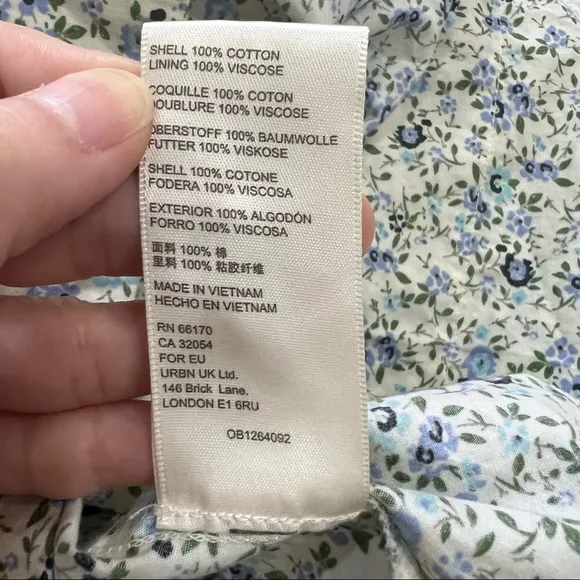 SHELL 100% COTTON
LINING 100% VISCOSE
COQUILLE 100% COTON
DOUBLURE 100% VISCOSE
OBERSTOFF 100% BAUMWOLLE
FUTTER 100% VISKOSE
SHELL 100% COTONE
FODERA 100% VISCOSA
EXTERIOR 100% ALGODÓN
FORRO 100% VISCOSA
面料 100% 棉
里料 100% 粘胶纤维
MADE IN VIETNAM
HECHO EN VIETNAM
RN 66170
CA 32054
FOR EU
URBN UK Ltd.
146 Brick Lane,
LONDON E1 6RU
OB1264092